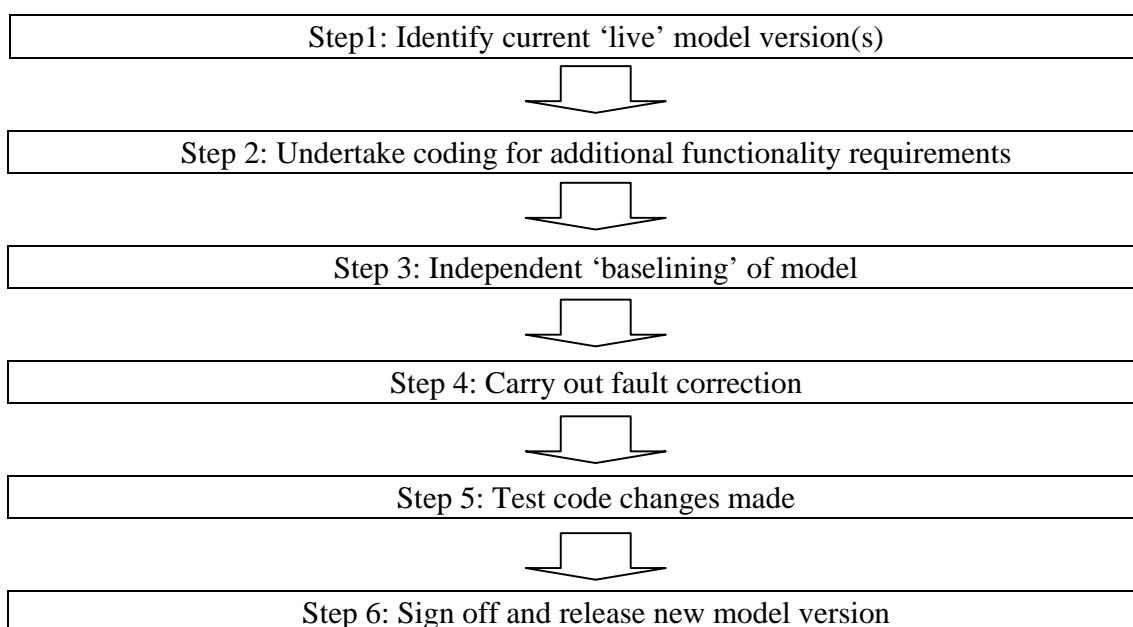 Step1: Identify current ‘live’ model version(s)
Step 2: Undertake coding for additional functionality requirements
Step 3: Independent ‘baselining’ of model
Step 4: Carry out fault correction
Step 5: Test code changes made
Step 6: Sign off and release new model version